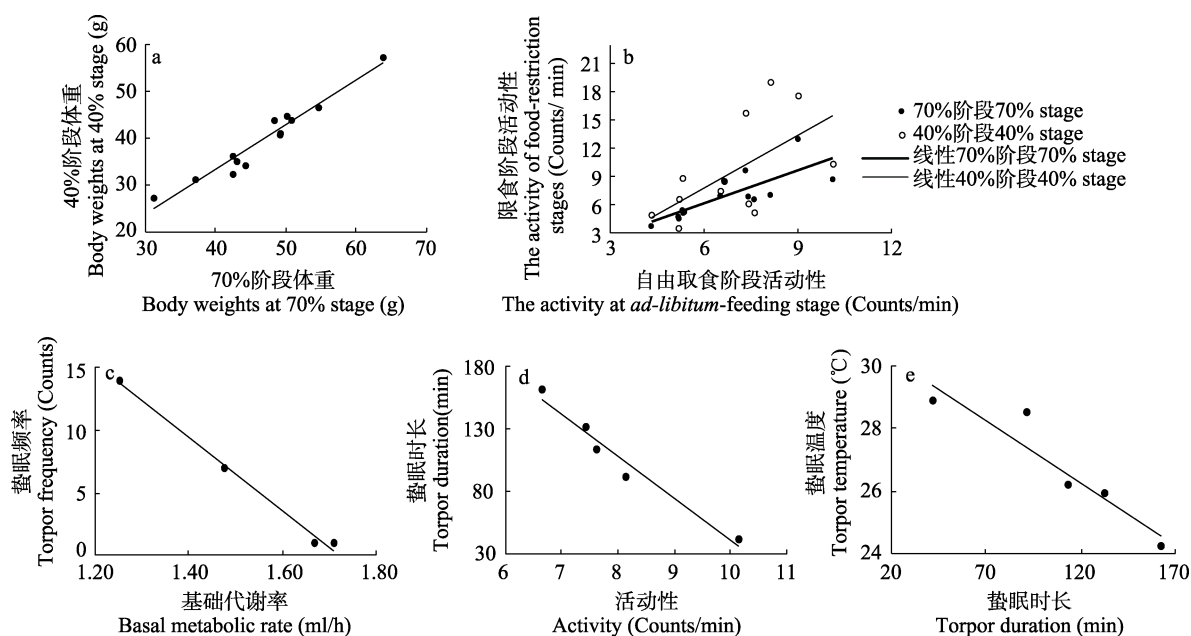 a
60
50
40
30
20
30
40
50
60
70
40%阶段体重
Body weights at 40% stage (g)
70%阶段体重
Body weights at 70% stage (g)
b
21
18
15
12
9
6
3
3
6
9
12
限食阶段活动性
The activity of food-restriction
stages (Counts/ min)
自由取食阶段活动性
The activity at ad-libitum-feeding stage (Counts/min)
70%阶段70% stage
40%阶段40% stage
线性70%阶段70% stage
线性40%阶段40% stage
c
15
10
5
0
1.20
1.40
1.60
1.80
蛰眠频率
Torpor frequency (Counts)
基础代谢率
Basal metabolic rate (ml/h)
d
180
130
80
30
6
7
8
9
10
11
蛰眠时长
Torpor duration(min)
活动性
Activity (Counts/min)
e
30
28
26
24
20
70
120
170
蛰眠温度
Torpor temperature (℃)
蛰眠时长
Torpor duration (min)